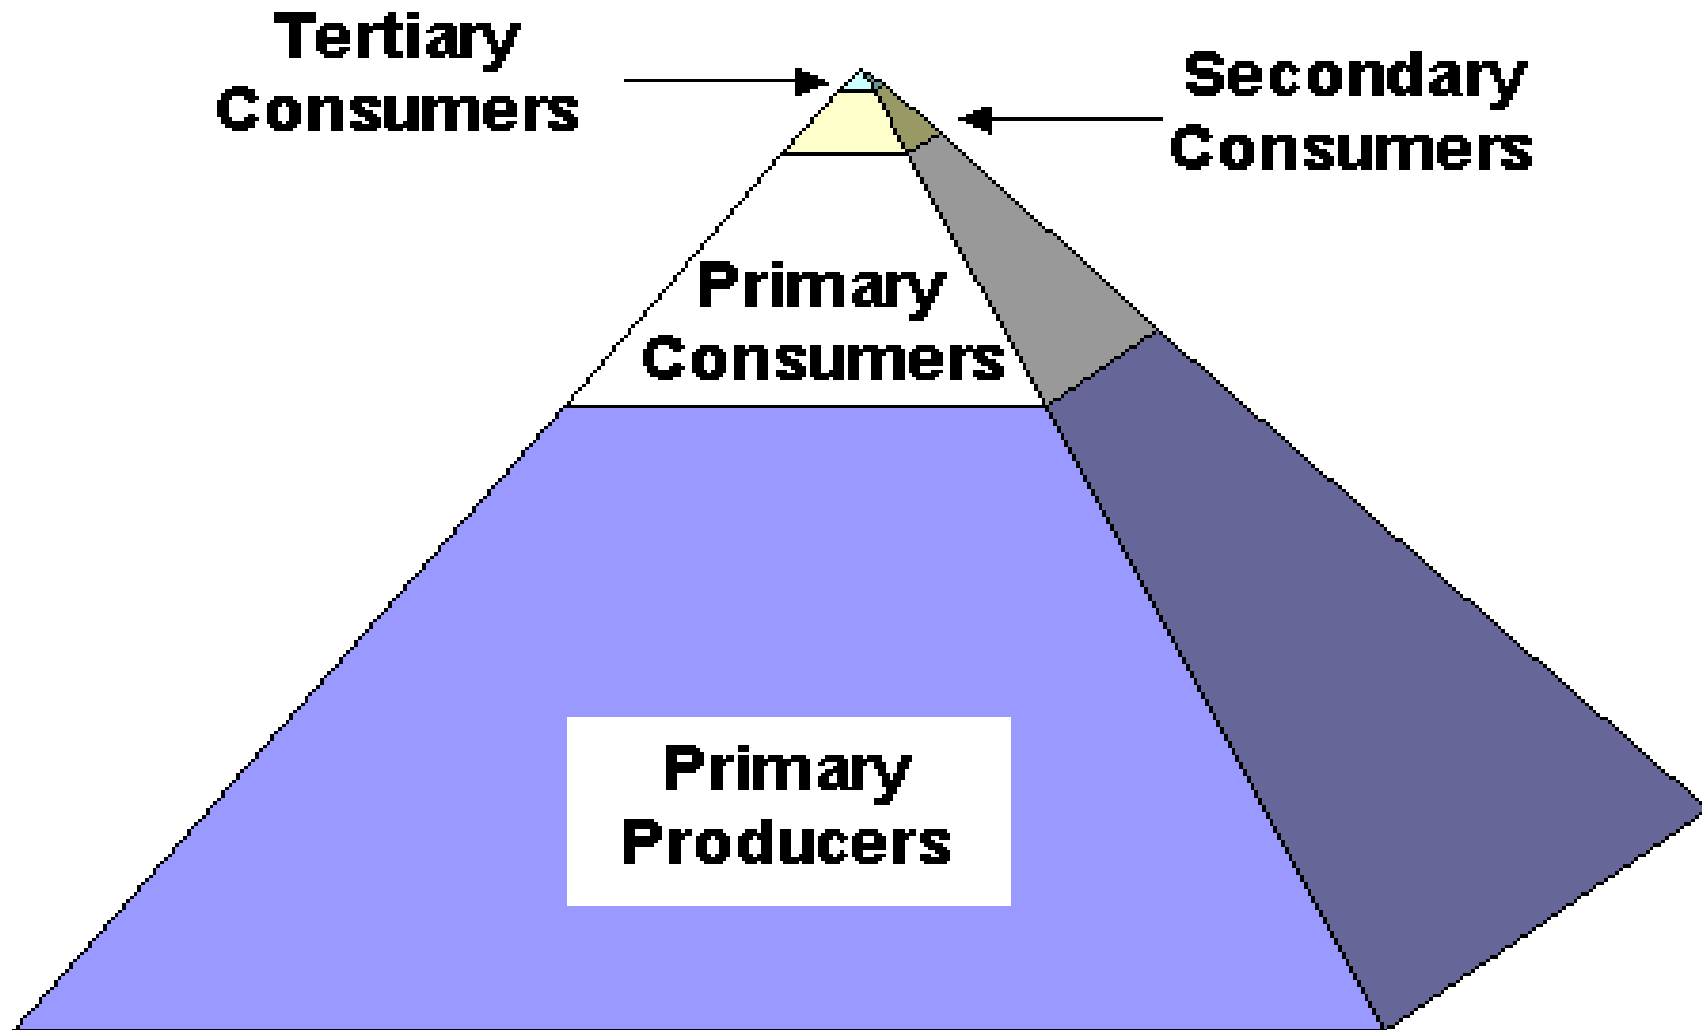 Tertiary
Consumers
Secondary
Consumers
Primary
Consumers
Primary
Producers